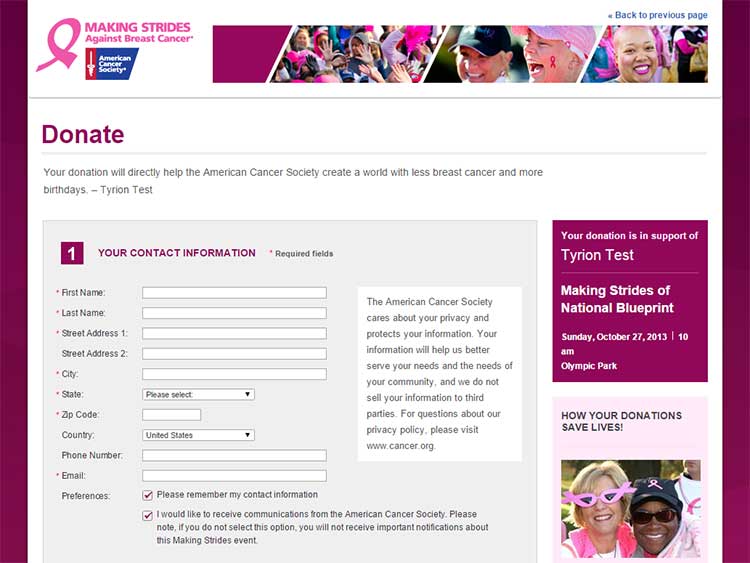 « Back to previous page
MAKING STRIDES
Against Breast Cancer®
American
Cancer
Society®
Donate
Your donation will directly help the American Cancer Society create a world with less breast cancer and more
birthdays. – Tyrion Test
1 YOUR CONTACT INFORMATION * Required fields
* First Name:
* Last Name:
* Street Address 1:
Street Address 2:
* City:
* State: Please select:
* Zip Code:
Country: United States
Phone Number:
* Email:
Preferences: Please remember my contact information
I would like to receive communications from the American Cancer Society. Please
note, if you do not select this option, you will not receive important notifications about
this Making Strides event.
The American Cancer Society
cares about your privacy and
protects your information. Your
information will help us better
serve your needs and the needs of
your community, and we do not
sell your information to third
parties. For questions about our
privacy policy, please visit
www.cancer.org.
Your donation is in support of
Tyrion Test
Making Strides of
National Blueprint
Sunday, October 27, 2013 | 10
am
Olympic Park
HOW YOUR DONATIONS
SAVE LIVES!